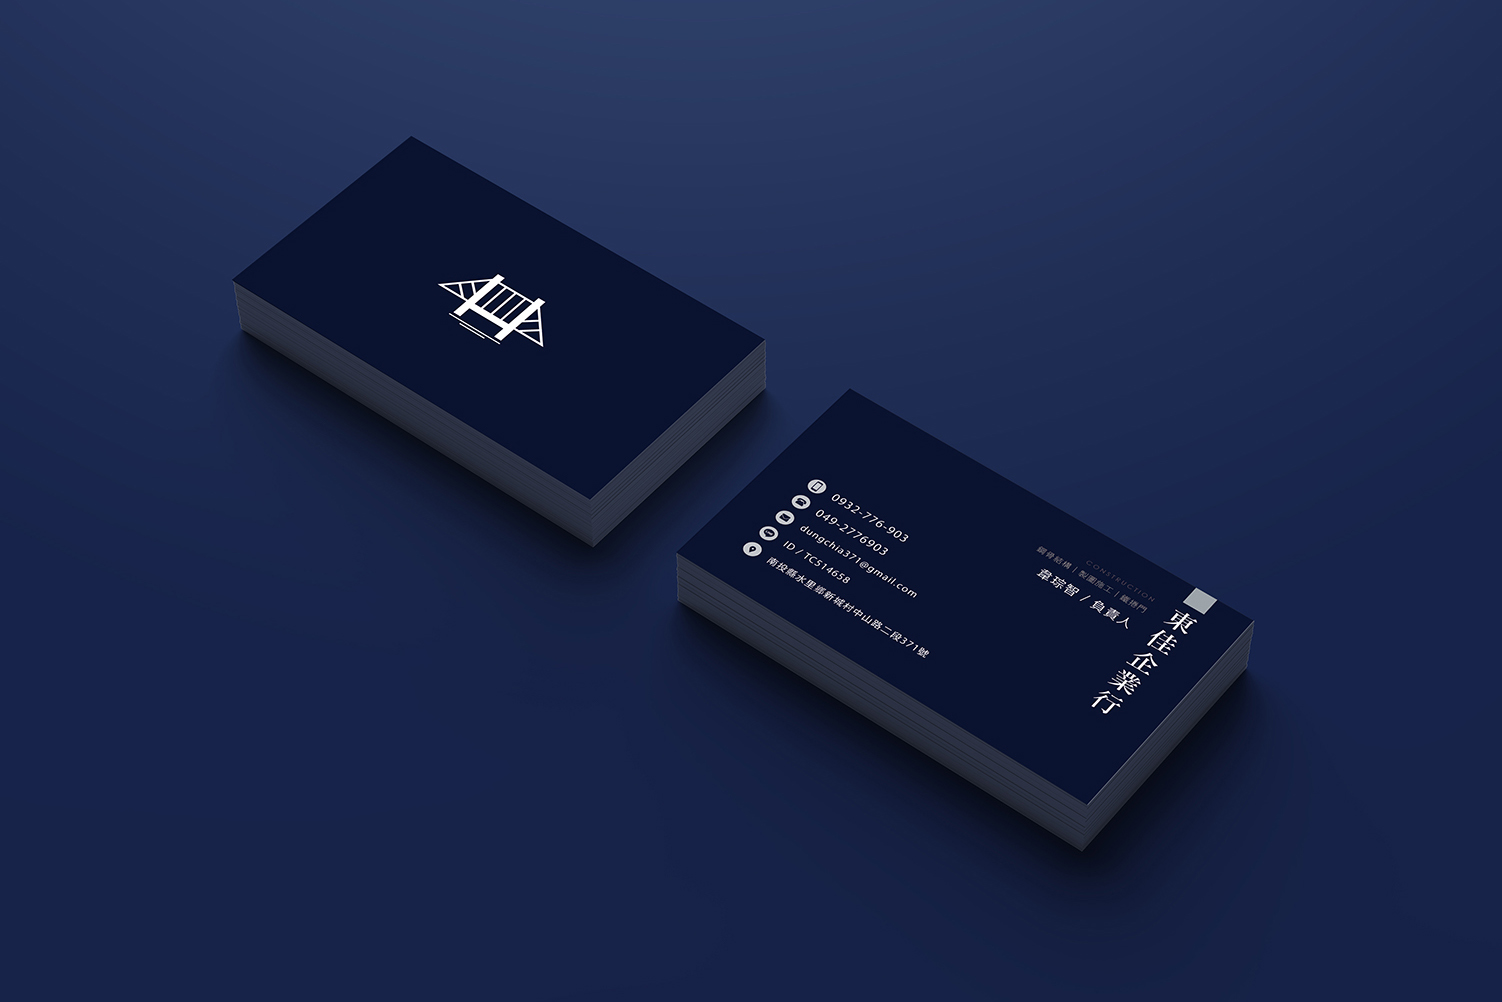 東佳企業行
CONSTRUCTION
鋼骨結構 | 製圖施工 | 鐵捲門
韋琮智 / 負責人
0932-776-903
049-2776903
dungchia371@gmail.com
ID / TC514658
南投縣水里鄉新城村中山路二段371號